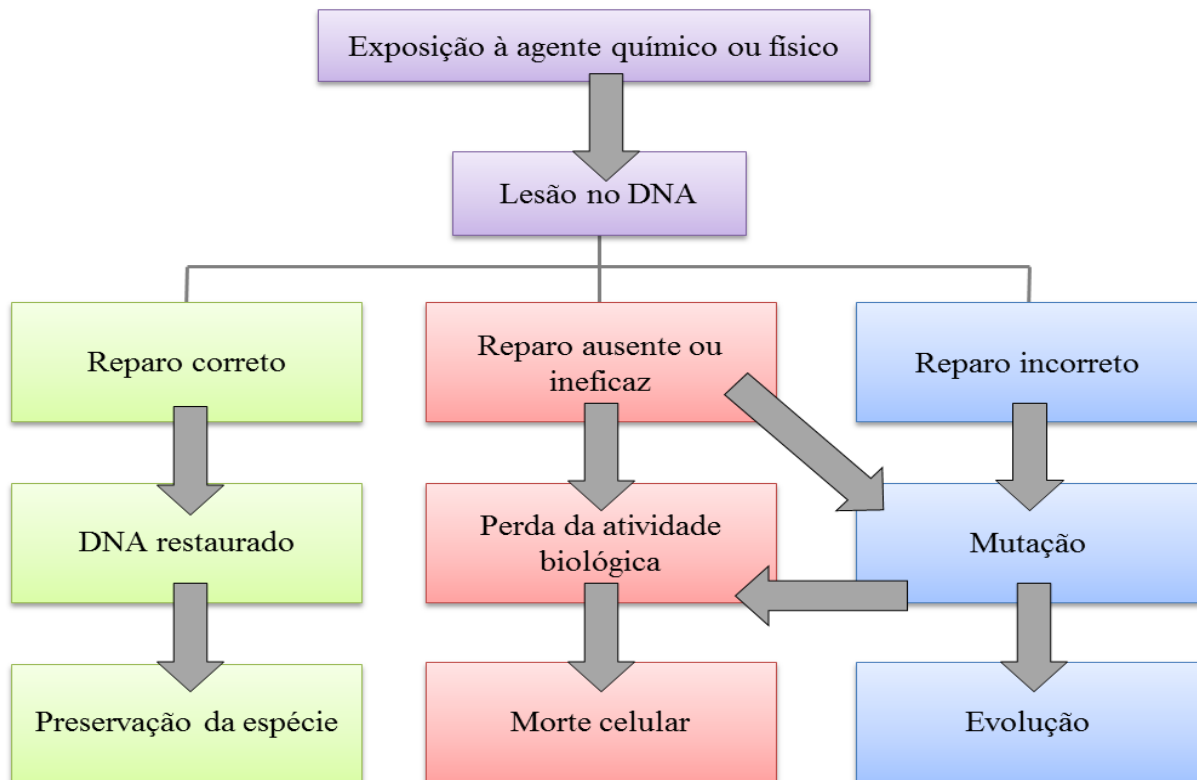 Exposição à agente químico ou físico
Lesão no DNA
Reparo correto
Reparo ausente ou
ineficaz
Reparo incorreto
DNA restaurado
Perda da atividade
biológica
Mutação
Preservação da espécie
Morte celular
Evolução